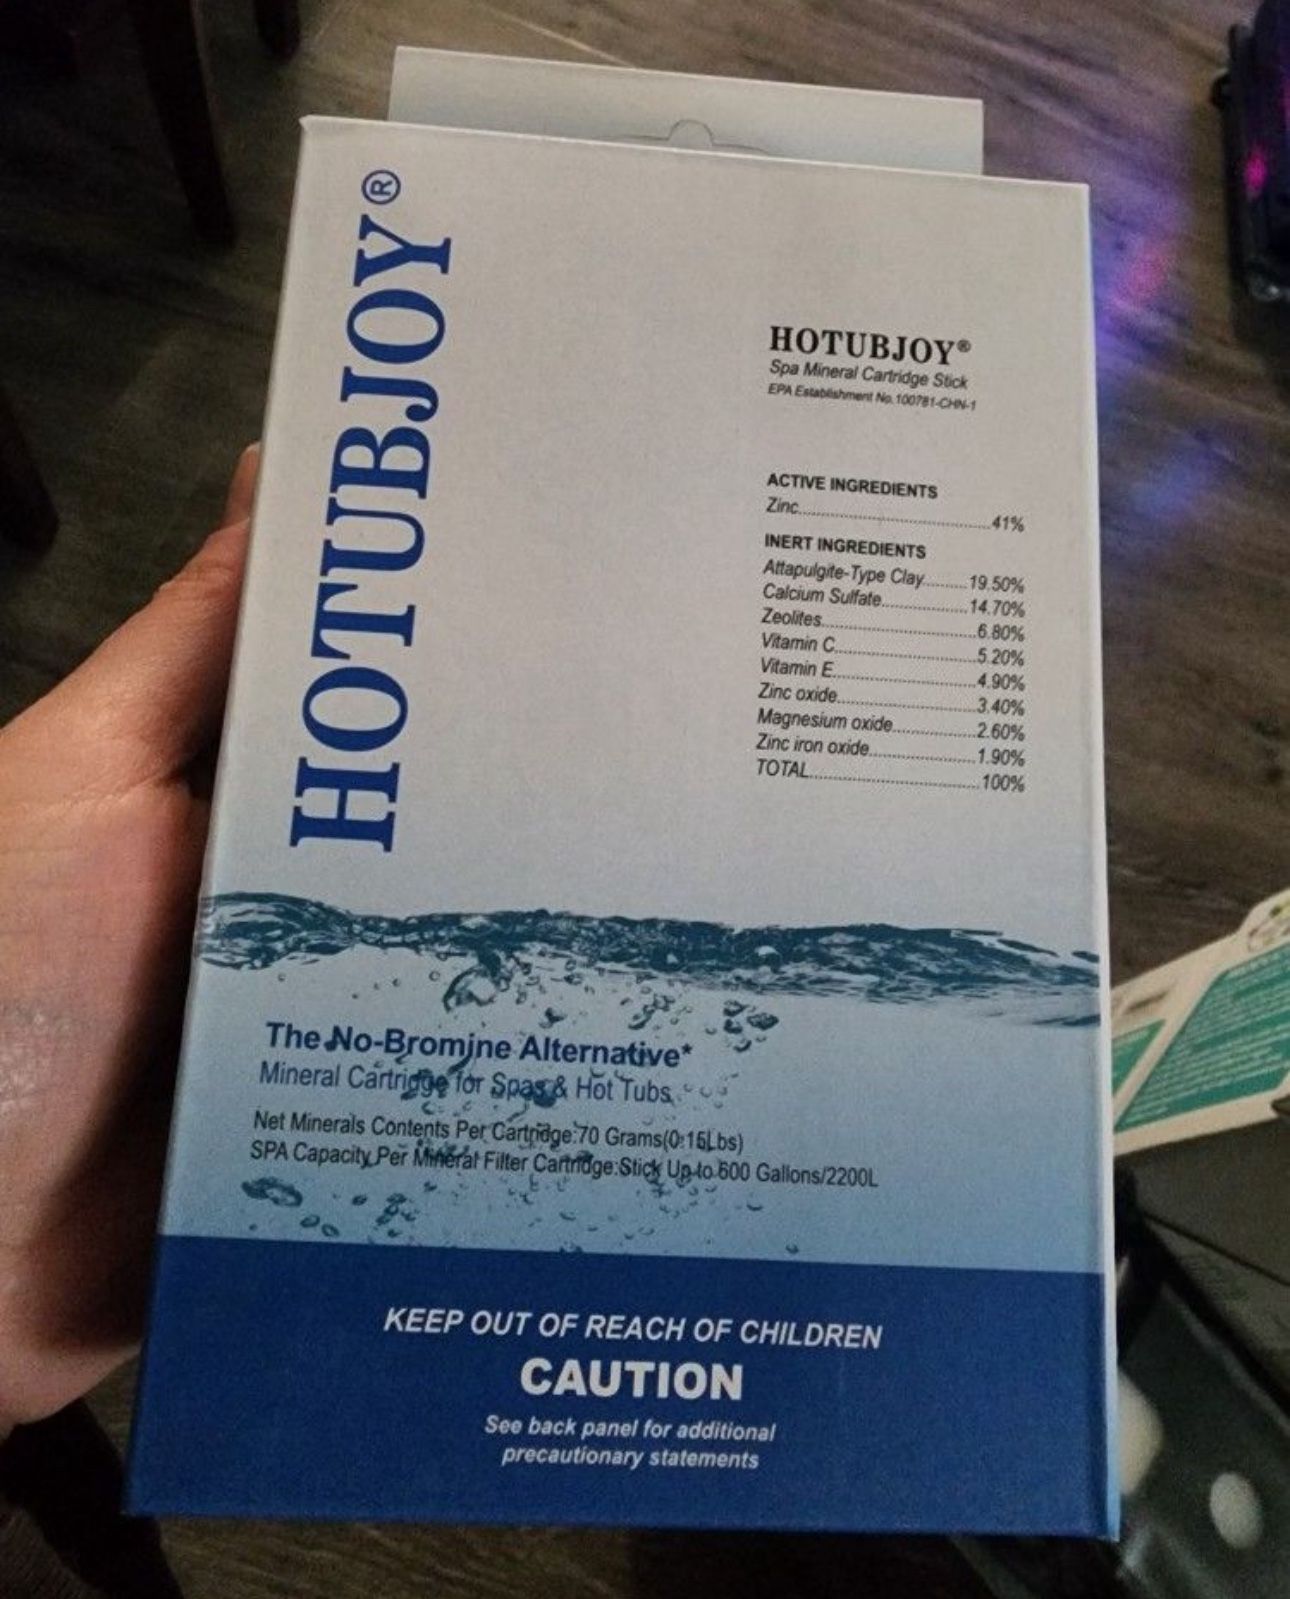 HOTUBJOY®
HOTUBJOY®
Spa Mineral Cartridge Stick
EPA Establishment No.100781-CHN-1
ACTIVE INGREDIENTS
Zinc....................................41%
INERT INGREDIENTS
Attapulgite-Type Clay..........19.50%
Calcium Sulfate....................14.70%
Zeolites....................................6.80%
Vitamin C.................................5.20%
Vitamin E.................................4.90%
Zinc oxide................................3.40%
Magnesium oxide....................2.60%
Zinc iron oxide.........................1.90%
TOTAL......................................100%
The No-Bromine Alternative*
Mineral Cartridge for Spas & Hot Tubs
Net Minerals Contents Per Cartridge:70 Grams(0.15Lbs)
SPA Capacity Per Mineral Filter Cartridge:Stick Up to 600 Gallons/2200L
KEEP OUT OF REACH OF CHILDREN
CAUTION
See back panel for additional
precautionary statements